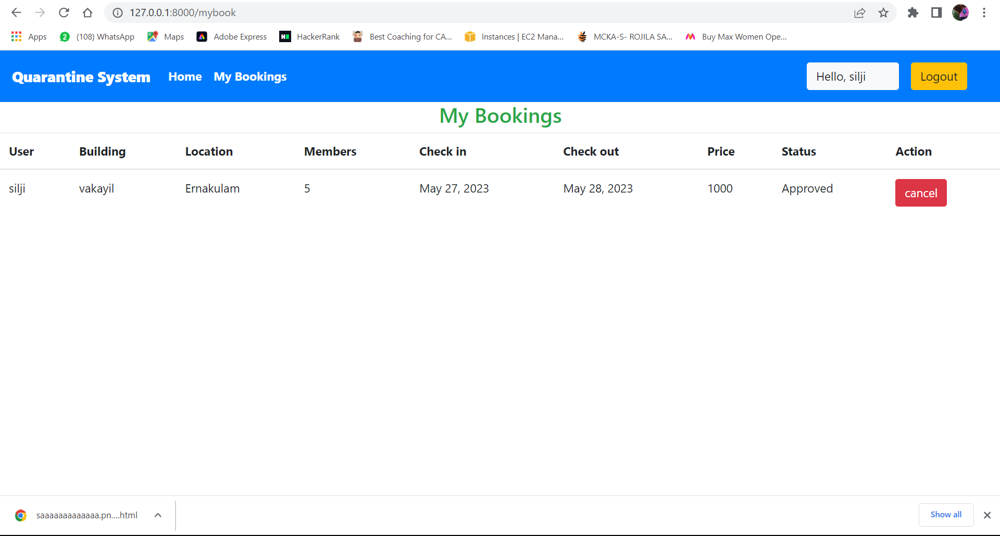 127.0.0.1:8000/mybook
Apps 2 (108) WhatsApp Maps Adobe Express HackerRank Best Coaching for CA... Instances | EC2 Mana... MCKA-S- ROJILA SA... Buy Max Women Ope...
Quarantine System Home My Bookings Hello, silji Logout
My Bookings
User Building Location Members Check in Check out Price Status Action
silji vakayil Ernakulam 5 May 27, 2023 May 28, 2023 1000 Approved cancel
saaaaaaaaaaaaa.pn....html Show all